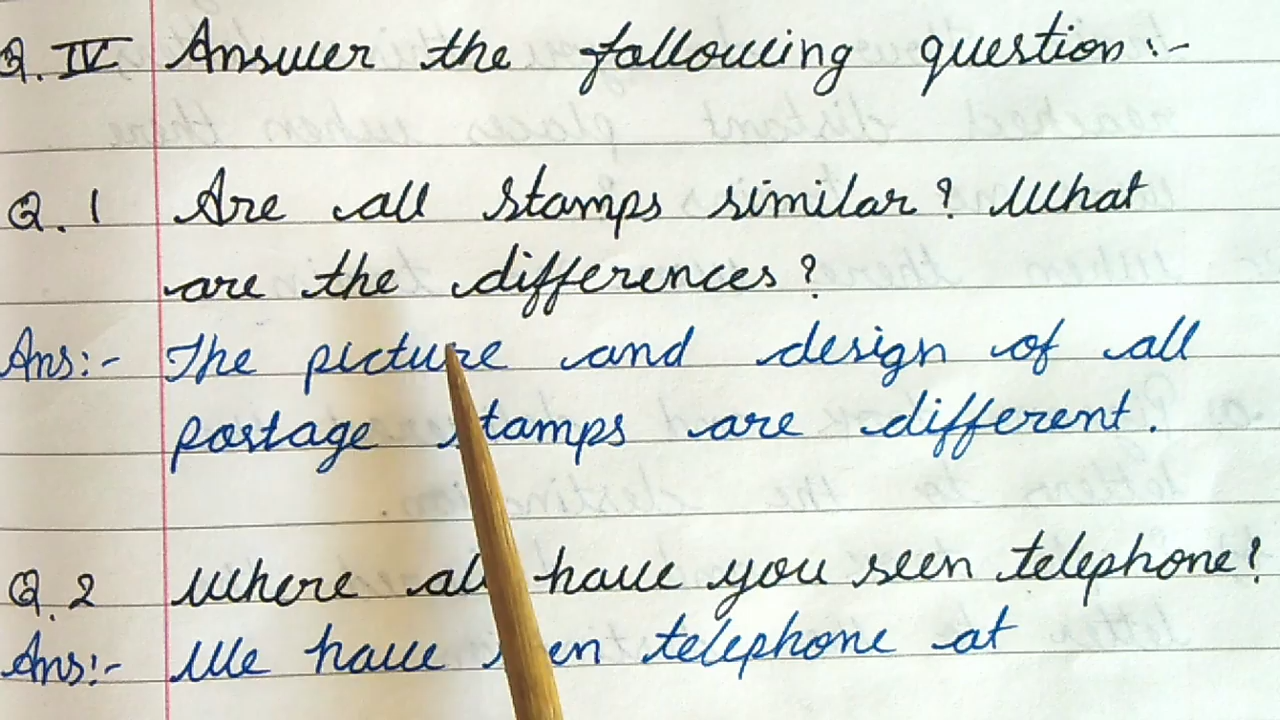 Q. IV Answer the following question :-
Q. 1 Are all stamps similar? What
are the differences?
Ans:- The picture and design of all
postage stamps are different.
Q. 2 Where all have you seen telephone?
Ans:- We have seen telephone at